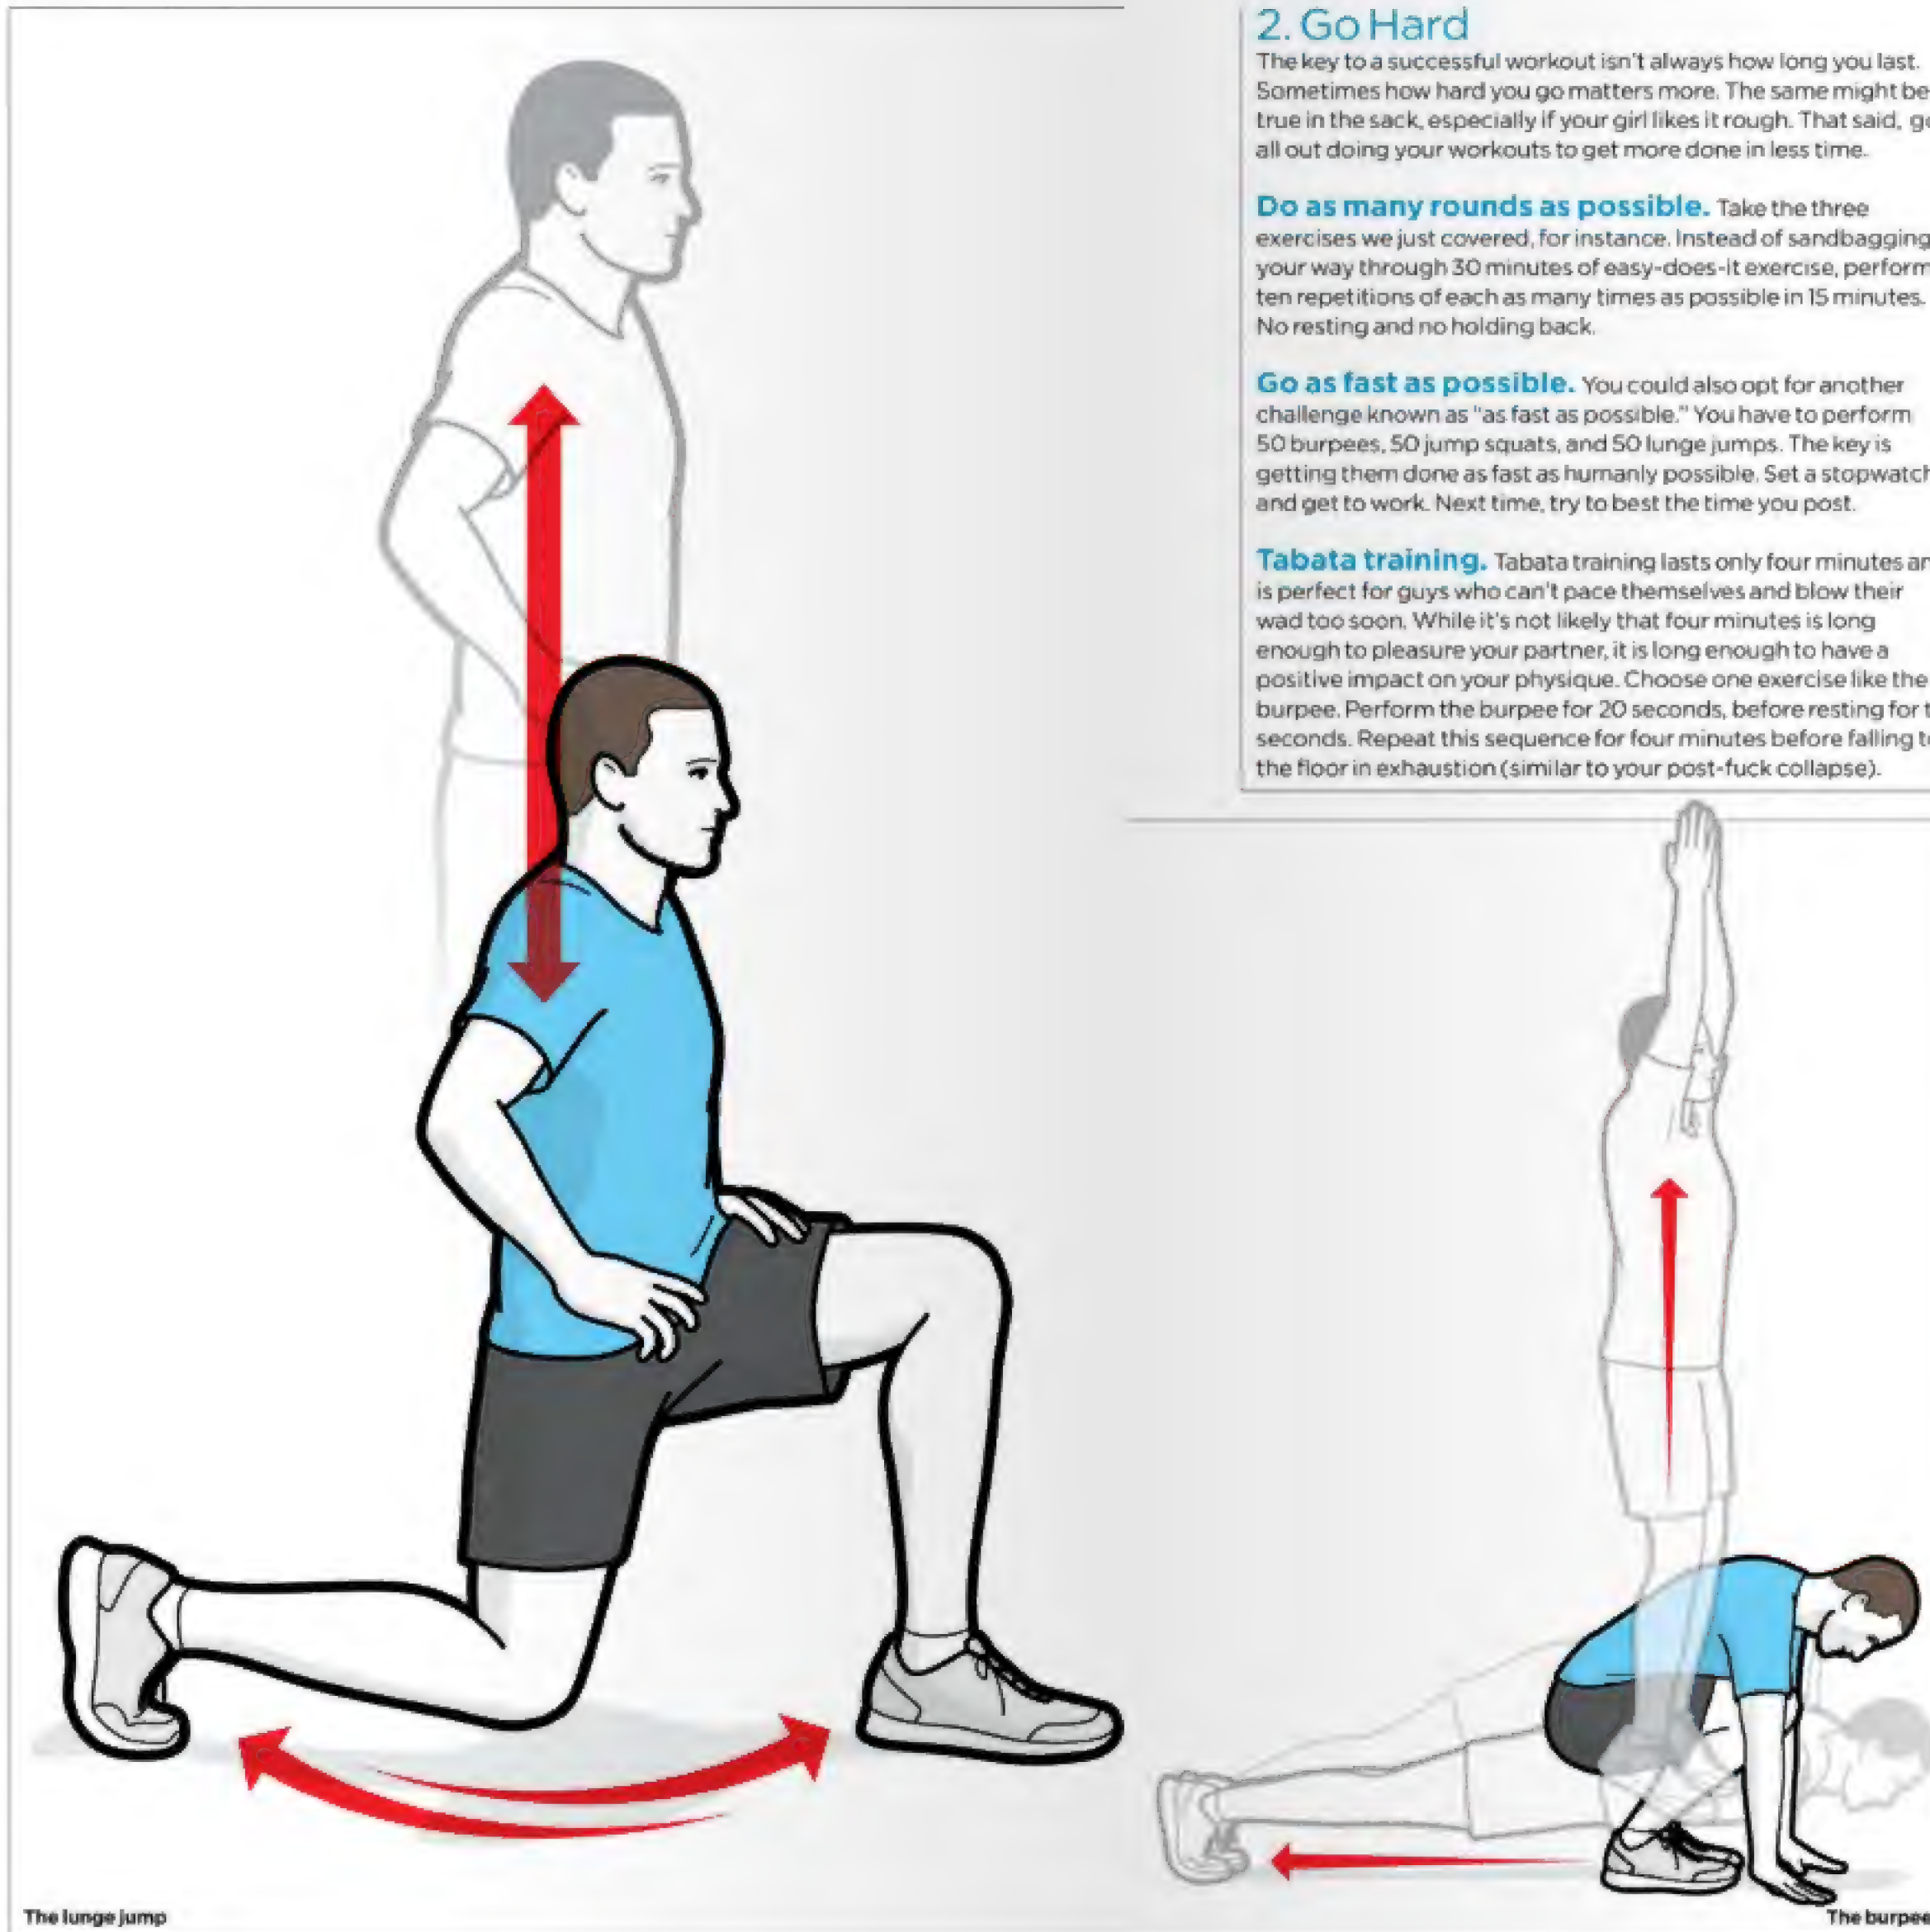 2. Go Hard
The key to a successful workout isn't always how long you last.
Sometimes how hard you go matters more. The same might be
true in the sack, especially if your girl likes it rough. That said,
all out doing your workouts to get more done in less time.
Do as many rounds as possible. Take the three
exercises we just covered, for instance. Instead of sandbagging
your way through 30 minutes of easy-does-it exercise, perform
ten repetitions of each as many times as possible in 15 minutes.
No resting and no holding back.
Go as fast as possible. You could also opt for another
challenge known as "as fast as possible." You have to perform
50 burpees, 50 jump squats, and 50 lunge jumps. The key is
getting them done as fast as humanly possible. Set a stopwatch
and get to work. Next time, try to best the time you post.
Tabata training. Tabata training lasts only four minutes
is perfect for guys who can't pace themselves and blow their
wad too soon. While it's not likely that four minutes is long
enough to pleasure your partner, it is long enough to have a
positive impact on your physique. Choose one exercise like the
burpee. Perform the burpee for 20 seconds, before resting for
seconds. Repeat this sequence for four minutes before falling
the floor in exhaustion (similar to your post-fuck collapse).
The lunge jump
The burpee